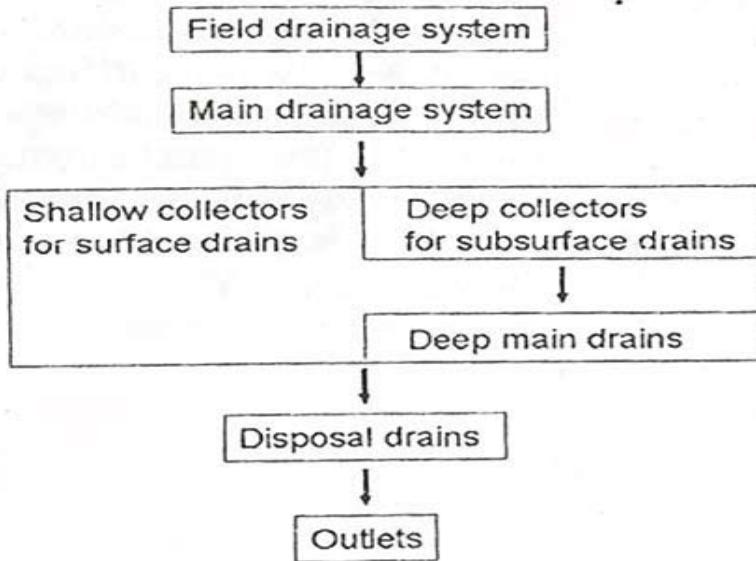 Field drainage system
Main drainage system
Shallow collectors
for surface drains
Deep collectors
for subsurface drains
Deep main drains
Disposal drains
Outlets